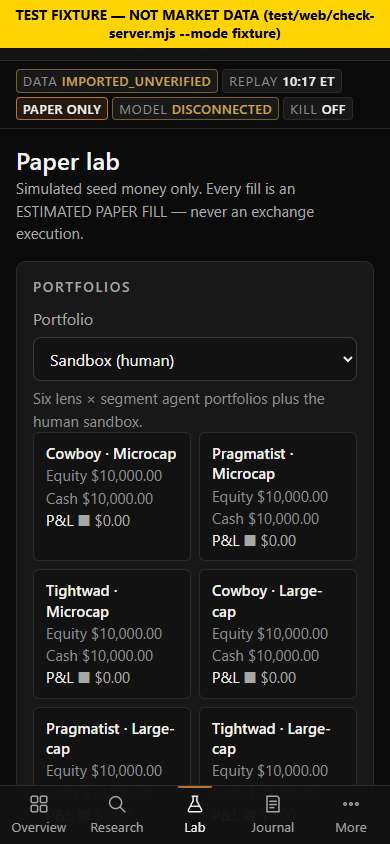 TEST FIXTURE — NOT MARKET DATA (test/web/check-
server.mjs --mode fixture)
DATA IMPORTED_UNVERIFIED
REPLAY 10:17 ET
PAPER ONLY
MODEL DISCONNECTED
KILL OFF
Paper lab
Simulated seed money only. Every fill is an
ESTIMATED PAPER FILL — never an exchange
execution.
PORTFOLIOS
Portfolio
Sandbox (human)
Six lens × segment agent portfolios plus the
human sandbox.
Cowboy · Microcap
Equity $10,000.00
Cash $10,000.00
P&L ■ $0.00
Pragmatist ·
Microcap
Equity $10,000.00
Cash $10,000.00
P&L ■ $0.00
Tightwad ·
Microcap
Equity $10,000.00
Cash $10,000.00
P&L ■ $0.00
Cowboy · Large-
cap
Equity $10,000.00
Cash $10,000.00
P&L ■ $0.00
Pragmatist · Large-
cap
Equity $10,000.00
Tightwad · Large-
cap
Equity $10,000.00
Overview
Research
Lab
Journal
More